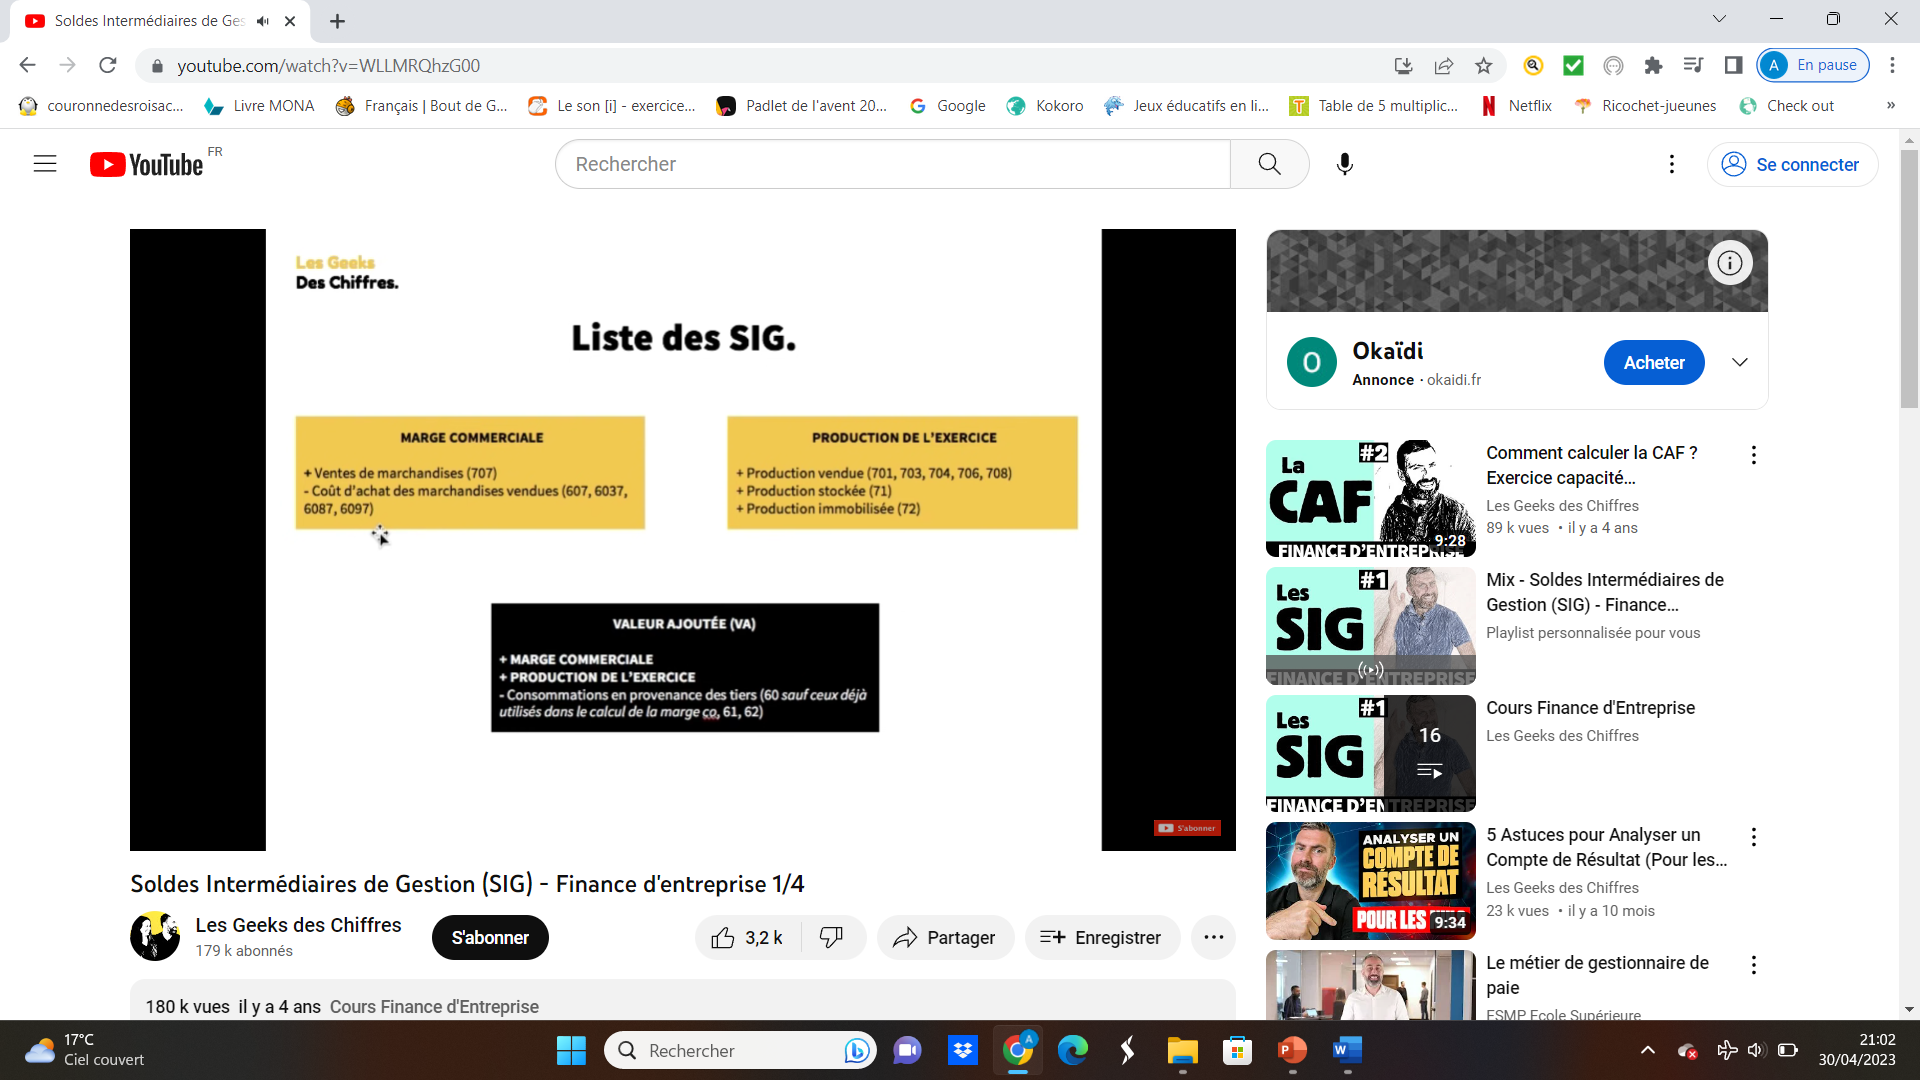 Soldes Intermédiaires de Ges
youtube.com/watch?v=WLLMRQhzG00
A En pause
couronnedesroisac...
Livre MONA
Français | Bout de G...
Le son [i] - exercice...
Padlet de l'avent 20...
Google
Kokoro
Jeux éducatifs en li...
Table de 5 multiplic...
Netflix
Ricochet-jueunes
Check out
»
YouTube FR
Rechercher
Se connecter
Les Geeks
Des Chiffres.
Liste des SIG.
MARGE COMMERCIALE
+ Ventes de marchandises (707)
- Coût d'achat des marchandises vendues (607, 6037,
6087, 6097)
PRODUCTION DE L'EXERCICE
+ Production vendue (701, 703, 704, 706, 708)
+ Production stockée (71)
+ Production immobilisée (72)
VALEUR AJOUTÉE (VA)
+ MARGE COMMERCIALE
+ PRODUCTION DE L'EXERCICE
- Consommations en provenance des tiers (60 sauf ceux déjà
utilisés dans le calcul de la marge co, 61, 62)
S'abonner
Soldes Intermédiaires de Gestion (SIG) - Finance d'entreprise 1/4
Les Geeks des Chiffres
179 k abonnés
S'abonner
3,2 k
Partager
Enregistrer
180 k vues il y a 4 ans Cours Finance d'Entreprise
O
Okaïdi
Annonce · okaidi.fr
Acheter
#2
La
CAF
9:28
FINANCE D'ENTREPRISE
Comment calculer la CAF ?
Exercice capacité...
Les Geeks des Chiffres
89 k vues • il y a 4 ans
#1
Les
SIG
FINANCE D'ENTREPRISE
Mix - Soldes Intermédiaires de
Gestion (SIG) - Finance...
Playlist personnalisée pour vous
#1
Les
SIG
16
FINANCE D'ENTREPRISE
Cours Finance d'Entreprise
Les Geeks des Chiffres
ANALYSER UN
COMPTE DE
RÉSULTAT
POUR LES
9:34
5 Astuces pour Analyser un
Compte de Résultat (Pour les...
Les Geeks des Chiffres
23 k vues • il y a 10 mois
Le métier de gestionnaire de
paie
ESMP Ecole Supérieure
17°C
Ciel couvert
Rechercher
21:02
30/04/2023